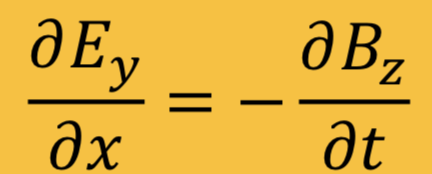 ∂E_y/∂x = − ∂B_z/∂t